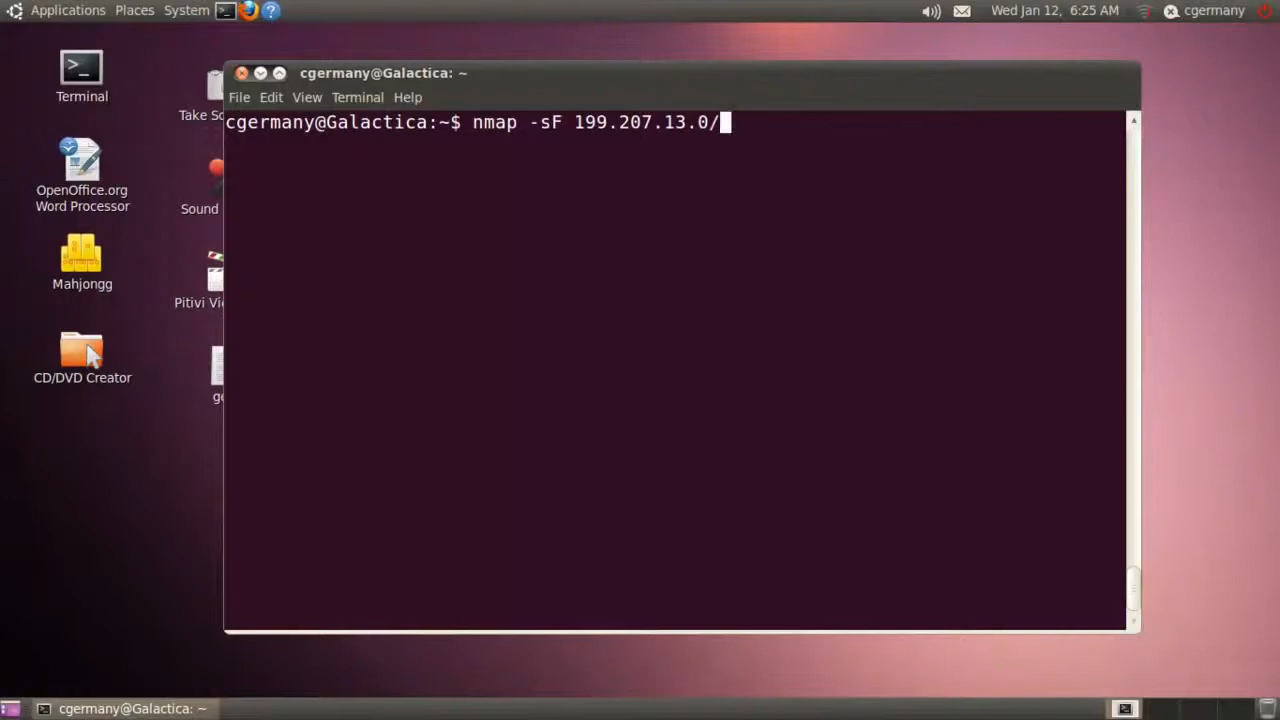 Applications Places System
Wed Jan 12, 6:25 AM
cgermany
Terminal
Take
OpenOffice.org
Word Processor
Sound
Mahjongg
Pitivi
CD/DVD Creator
cgermany@Galactica: ~
File Edit View Terminal Help
cgermany@Galactica:~$ nmap -sF 199.207.13.0/
cgermany@Galactica: ~